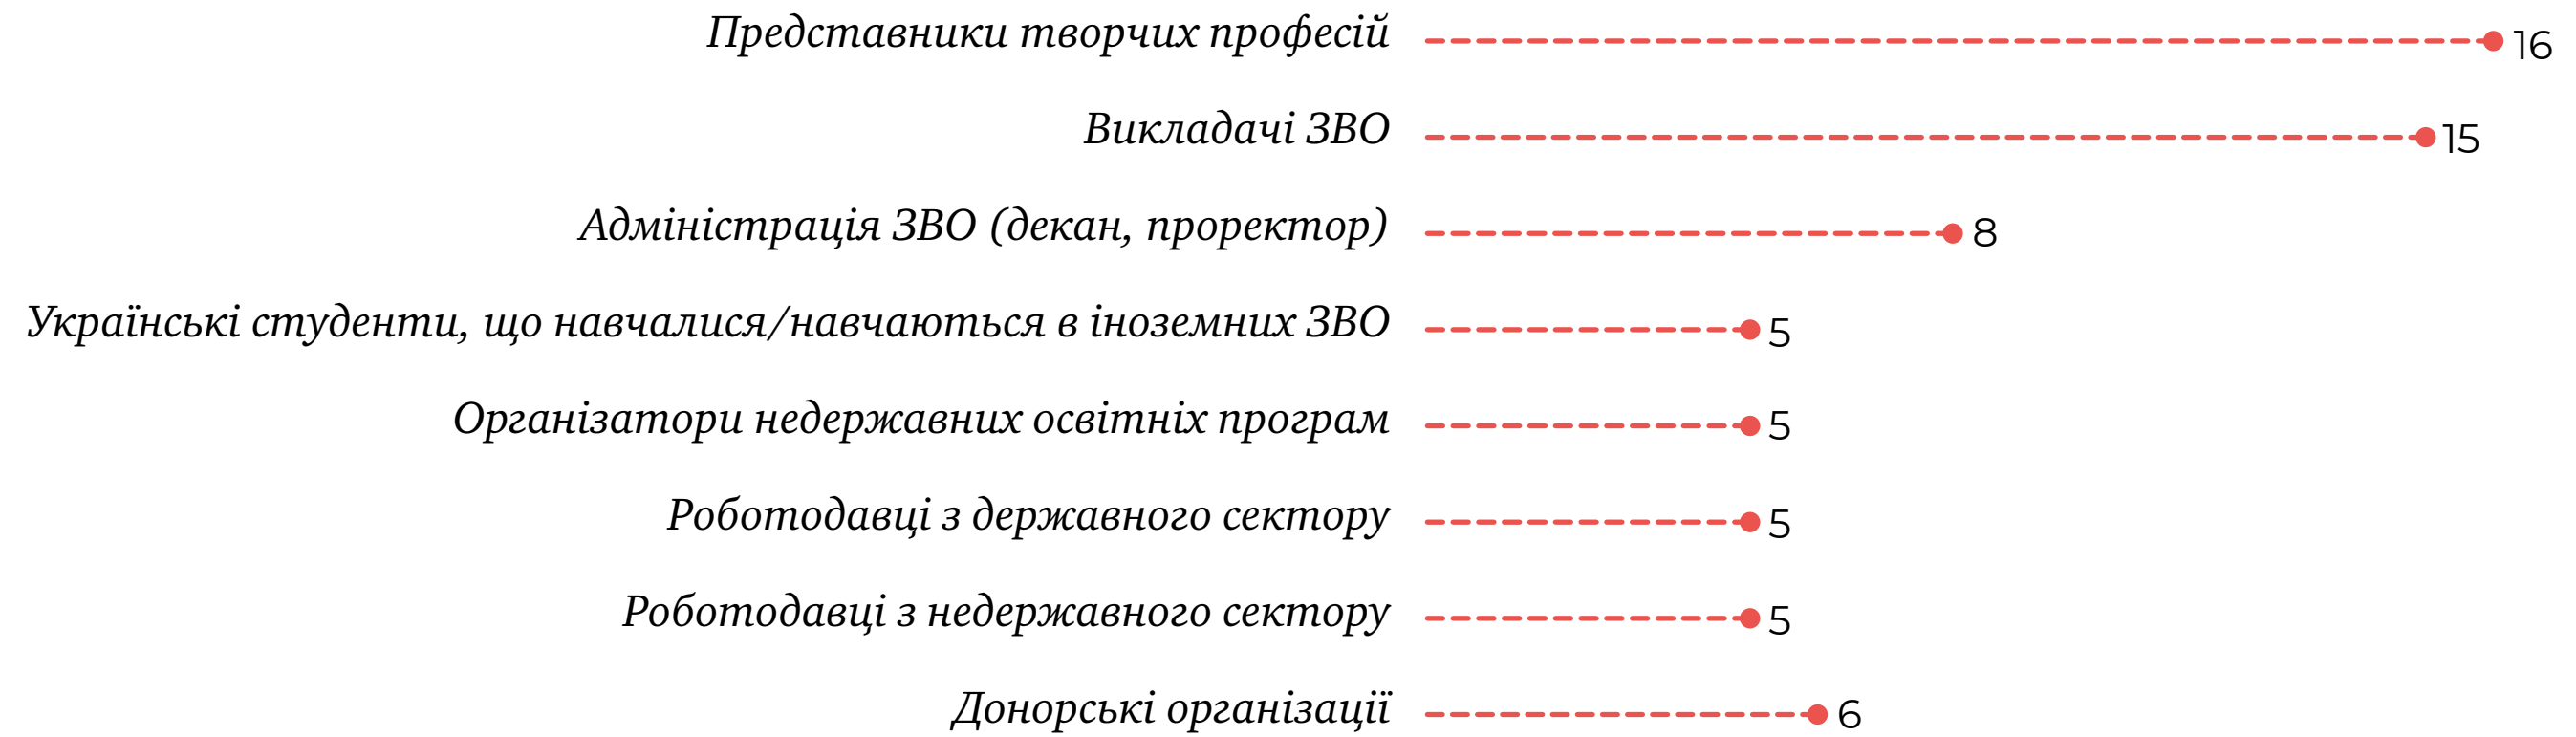 Представники творчих професій 16
Викладачі ЗВО 15
Адміністрація ЗВО (декан, проректор) 8
Українські студенти, що навчалися/навчаються в іноземних ЗВО 5
Організатори недержавних освітніх програм 5
Роботодавці з державного сектору 5
Роботодавці з недержавного сектору 5
Донорські організації 6